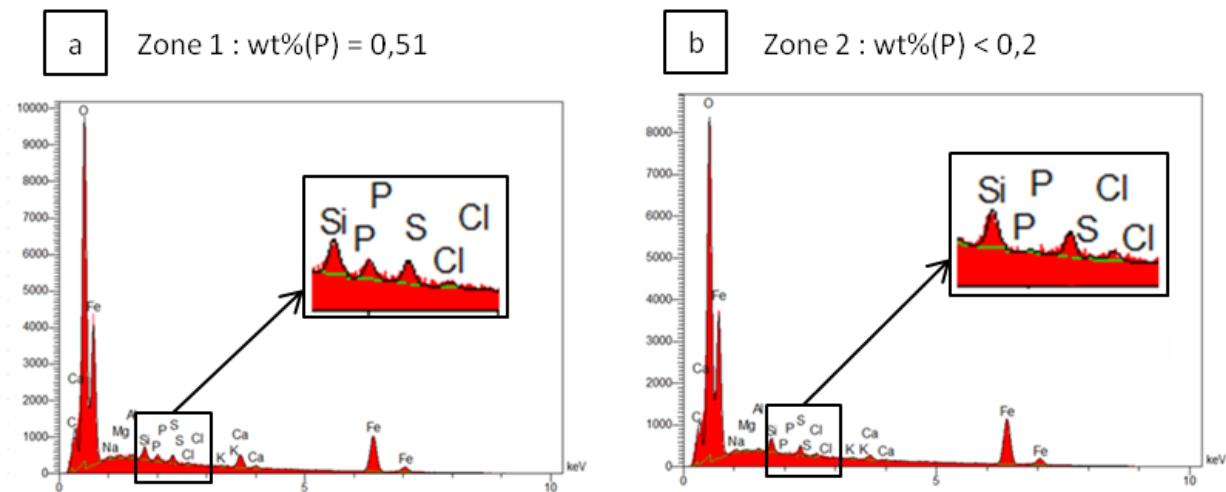 a
Zone 1 : wt%(P) = 0,51
10000
9000
8000
7000
6000
5000
4000
3000
2000
1000
0
O
Fe
Ca
C
Na
Mg
Al
Si
P
P
S
S
Cl
Cl
K
K
Ca
Ca
Fe
Fe
0
5
10
keV
Si
P
P
S
Cl
Cl
b
Zone 2 : wt%(P) < 0,2
8000
7000
6000
5000
4000
3000
2000
1000
0
O
Fe
Ca
C
Na
Mg
Al
Si
P
P
S
S
Cl
Cl
K
K
Ca
Ca
Fe
Fe
0
5
10
keV
Si
P
P
S
Cl
Cl